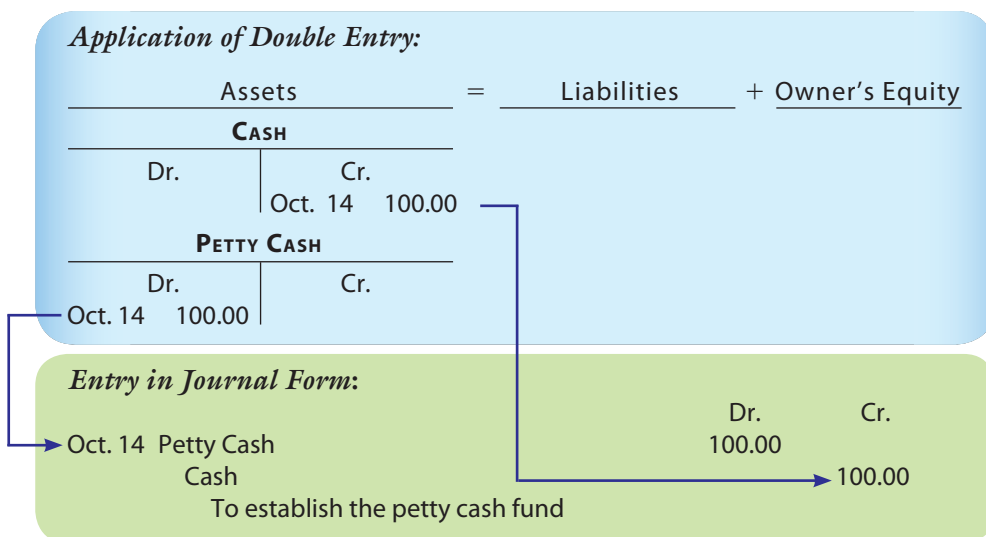 Application of Double Entry:
Assets = Liabilities + Owner's Equity
CASH
Dr. Cr.
Oct. 14 100.00
PETTY CASH
Dr. Cr.
Oct. 14 100.00
Entry in Journal Form:
Dr. Cr.
Oct. 14 Petty Cash 100.00
Cash 100.00
To establish the petty cash fund